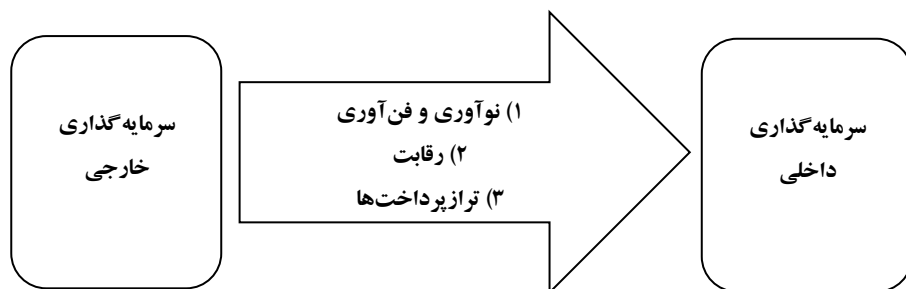 سرمایه‌گذاری
خارجی
۱) نوآوری و فن‌آوری
۲) رقابت
۳) ترازپرداخت‌ها
سرمایه‌گذاری
داخلی